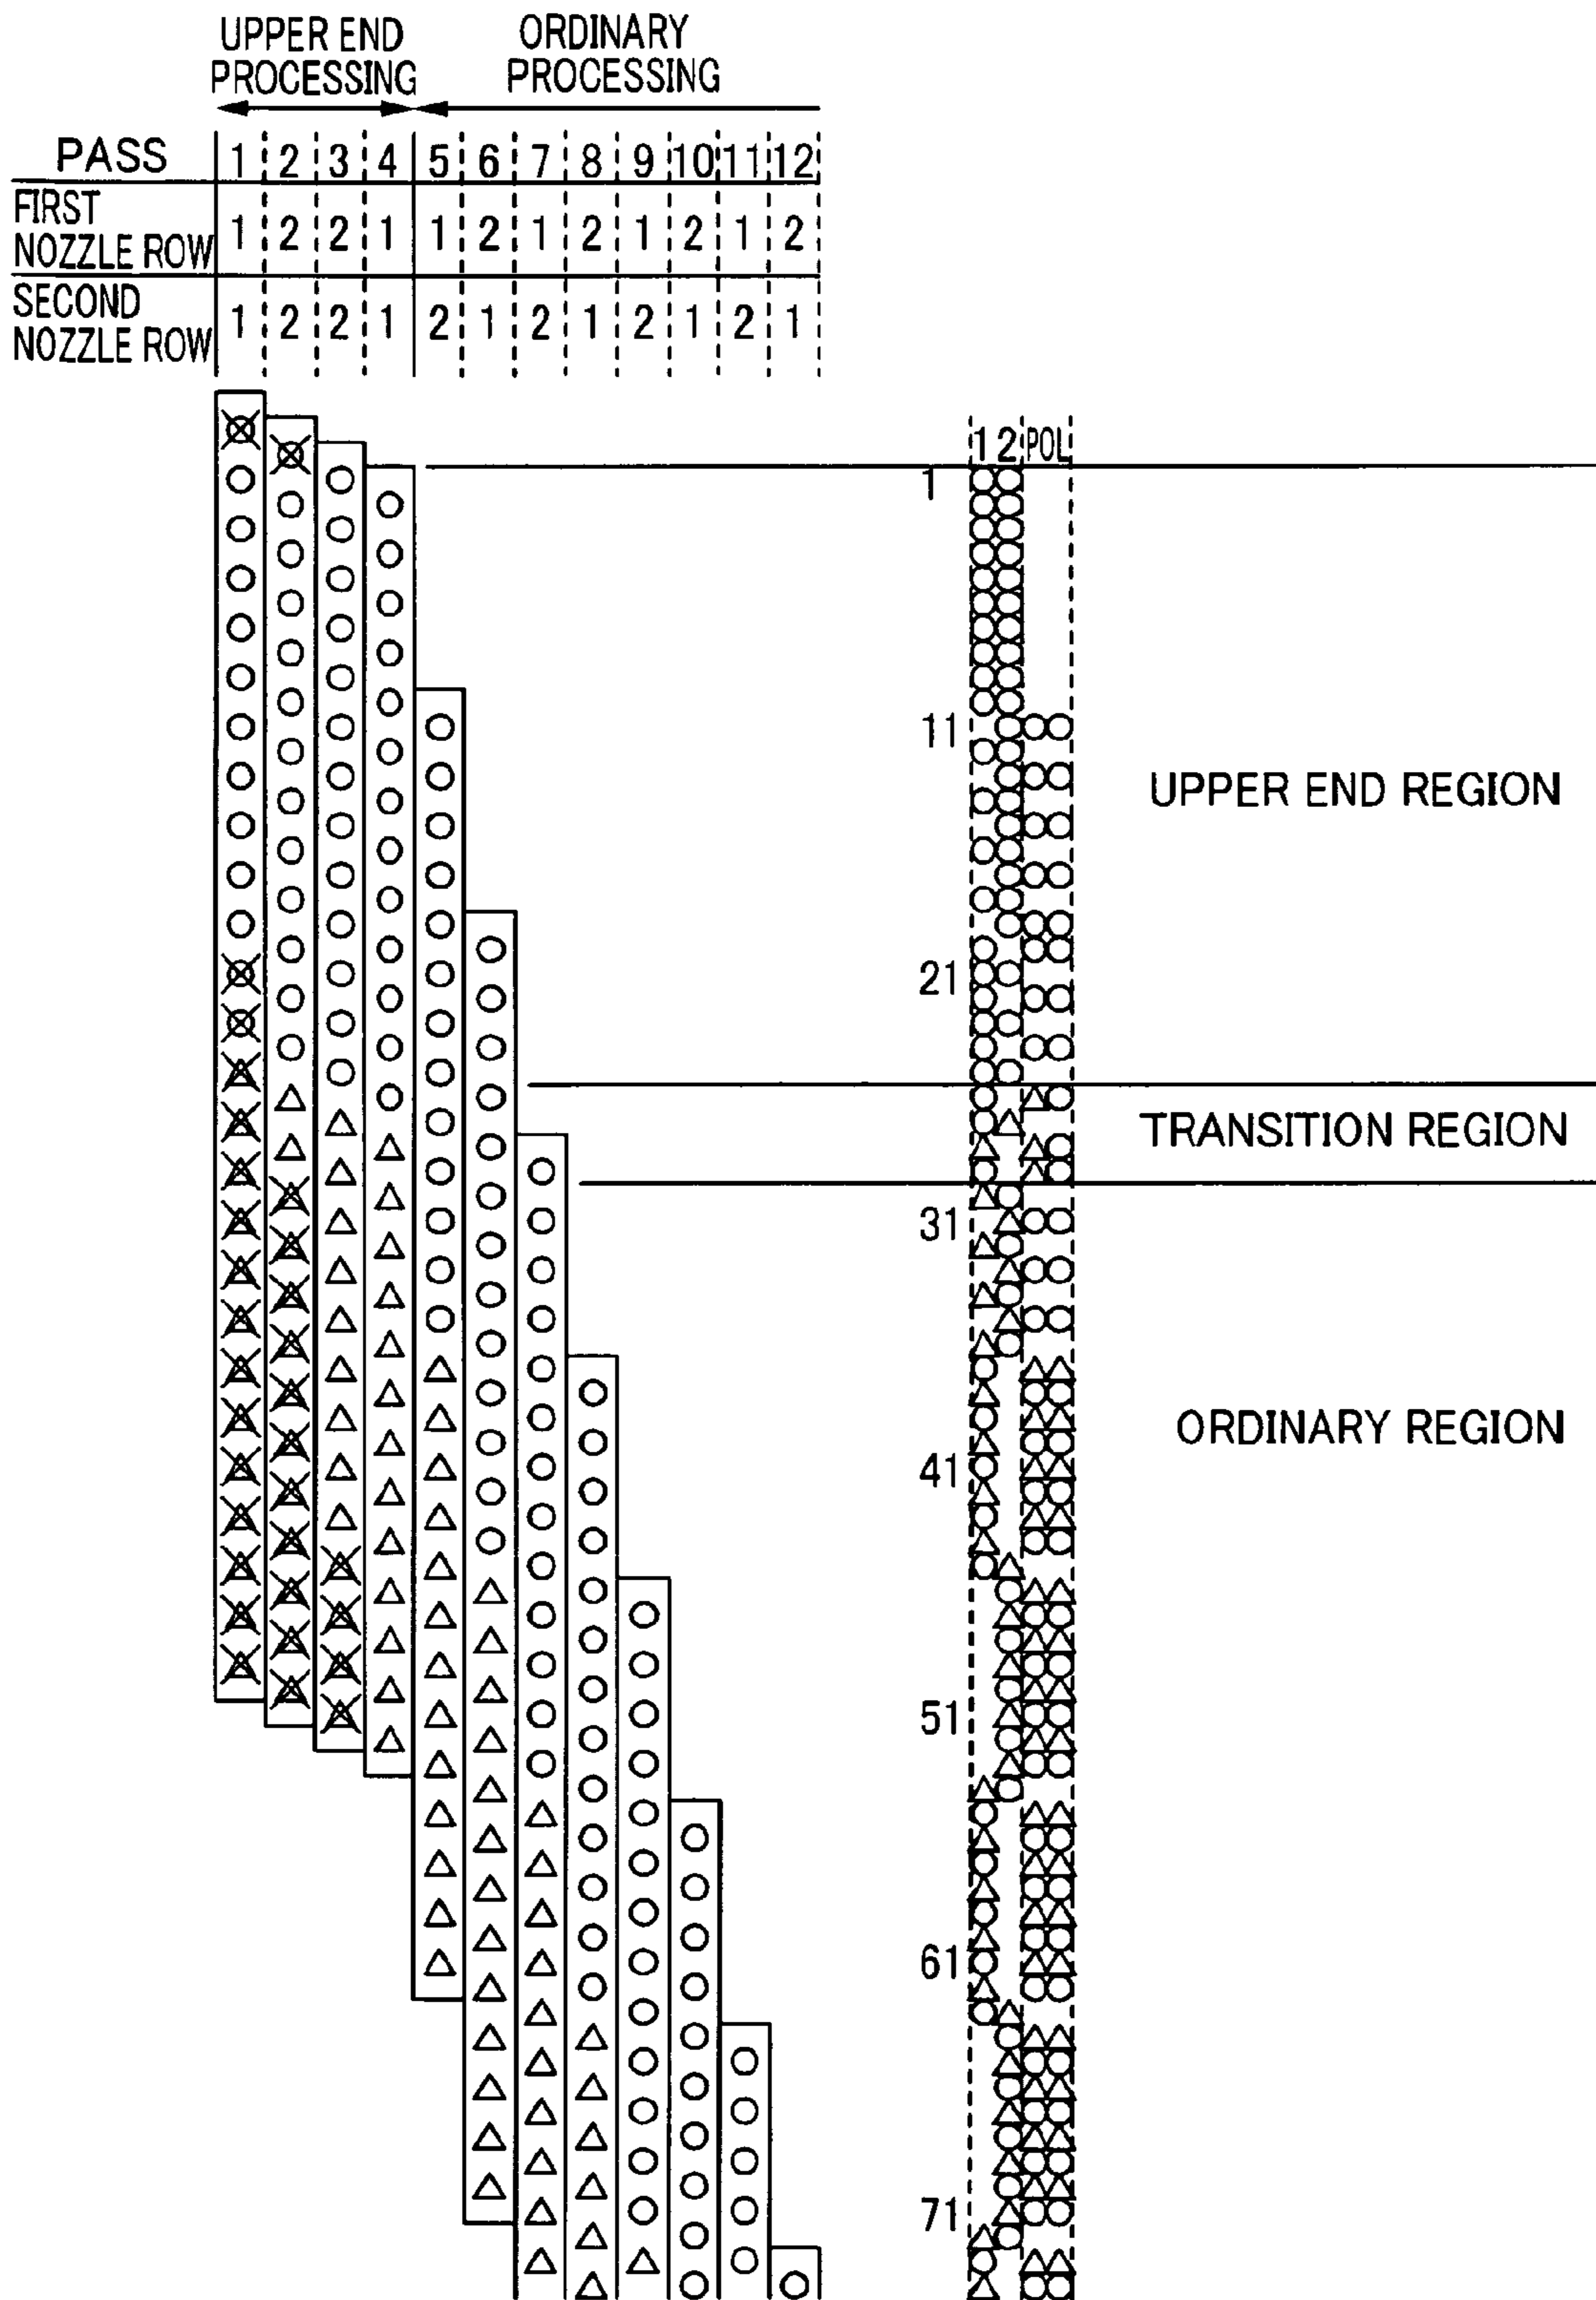 UPPER END PROCESSING
ORDINARY PROCESSING
PASS 1 2 3 4 5 6 7 8 9 10 11 12
FIRST NOZZLE ROW 1 2 2 1 1 2 1 2 1 2 1 2
SECOND NOZZLE ROW 1 2 2 1 2 1 2 1 2 1 2 1
1 2 POL
1
11
UPPER END REGION
21
TRANSITION REGION
31
ORDINARY REGION
41
51
61
71